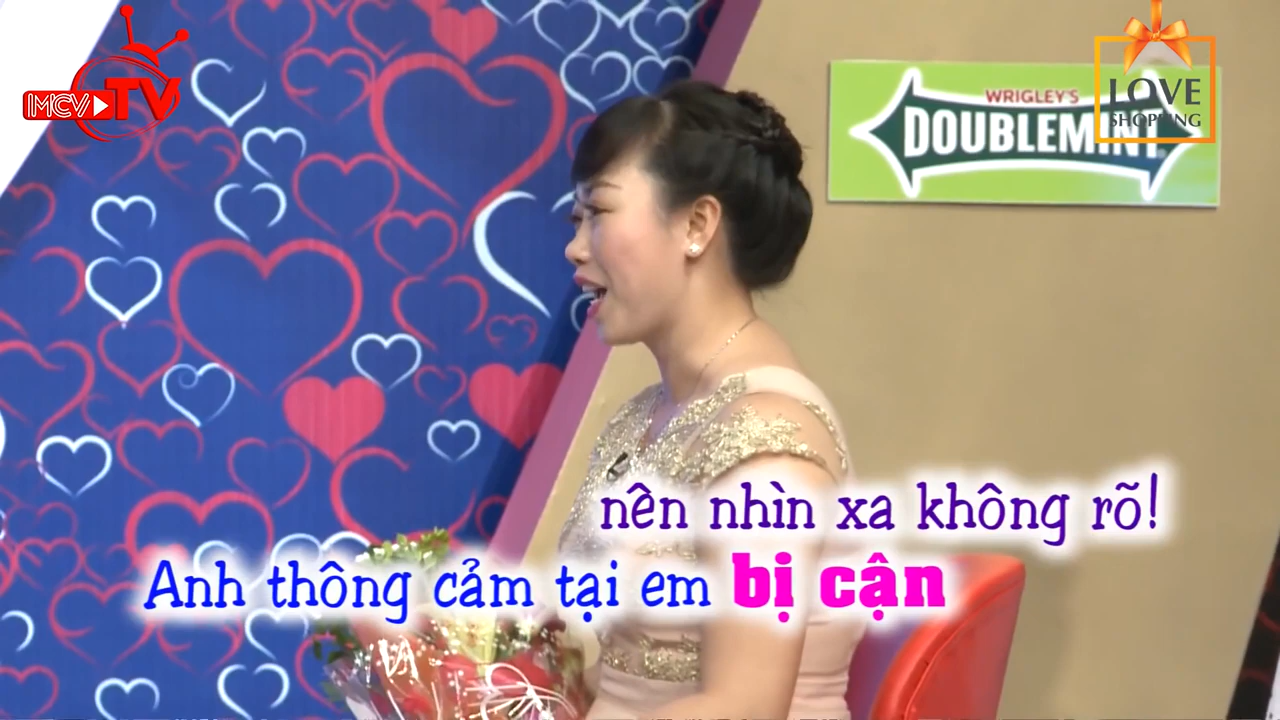 IMCV TV
LOVE
SHOPPING
WRIGLEY'S
DOUBLEMINT
nên nhìn xa không rõ!
Anh thông cảm tại em bị cận